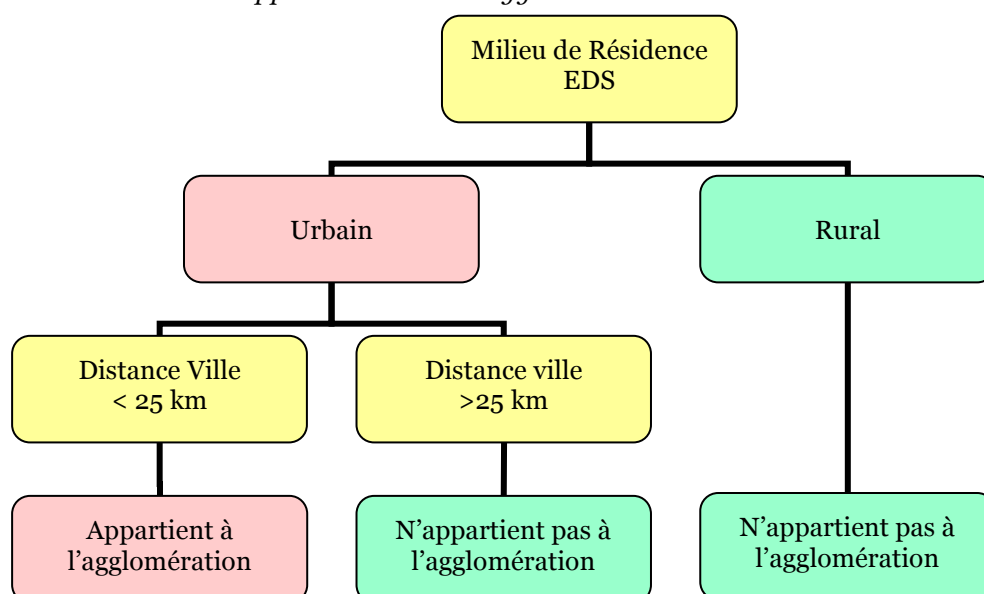 Milieu de Résidence
EDS
Urbain
Rural
Distance Ville
< 25 km
Distance ville
>25 km
Appartient à
l’agglomération
N’appartient pas à
l’agglomération
N’appartient pas à
l’agglomération